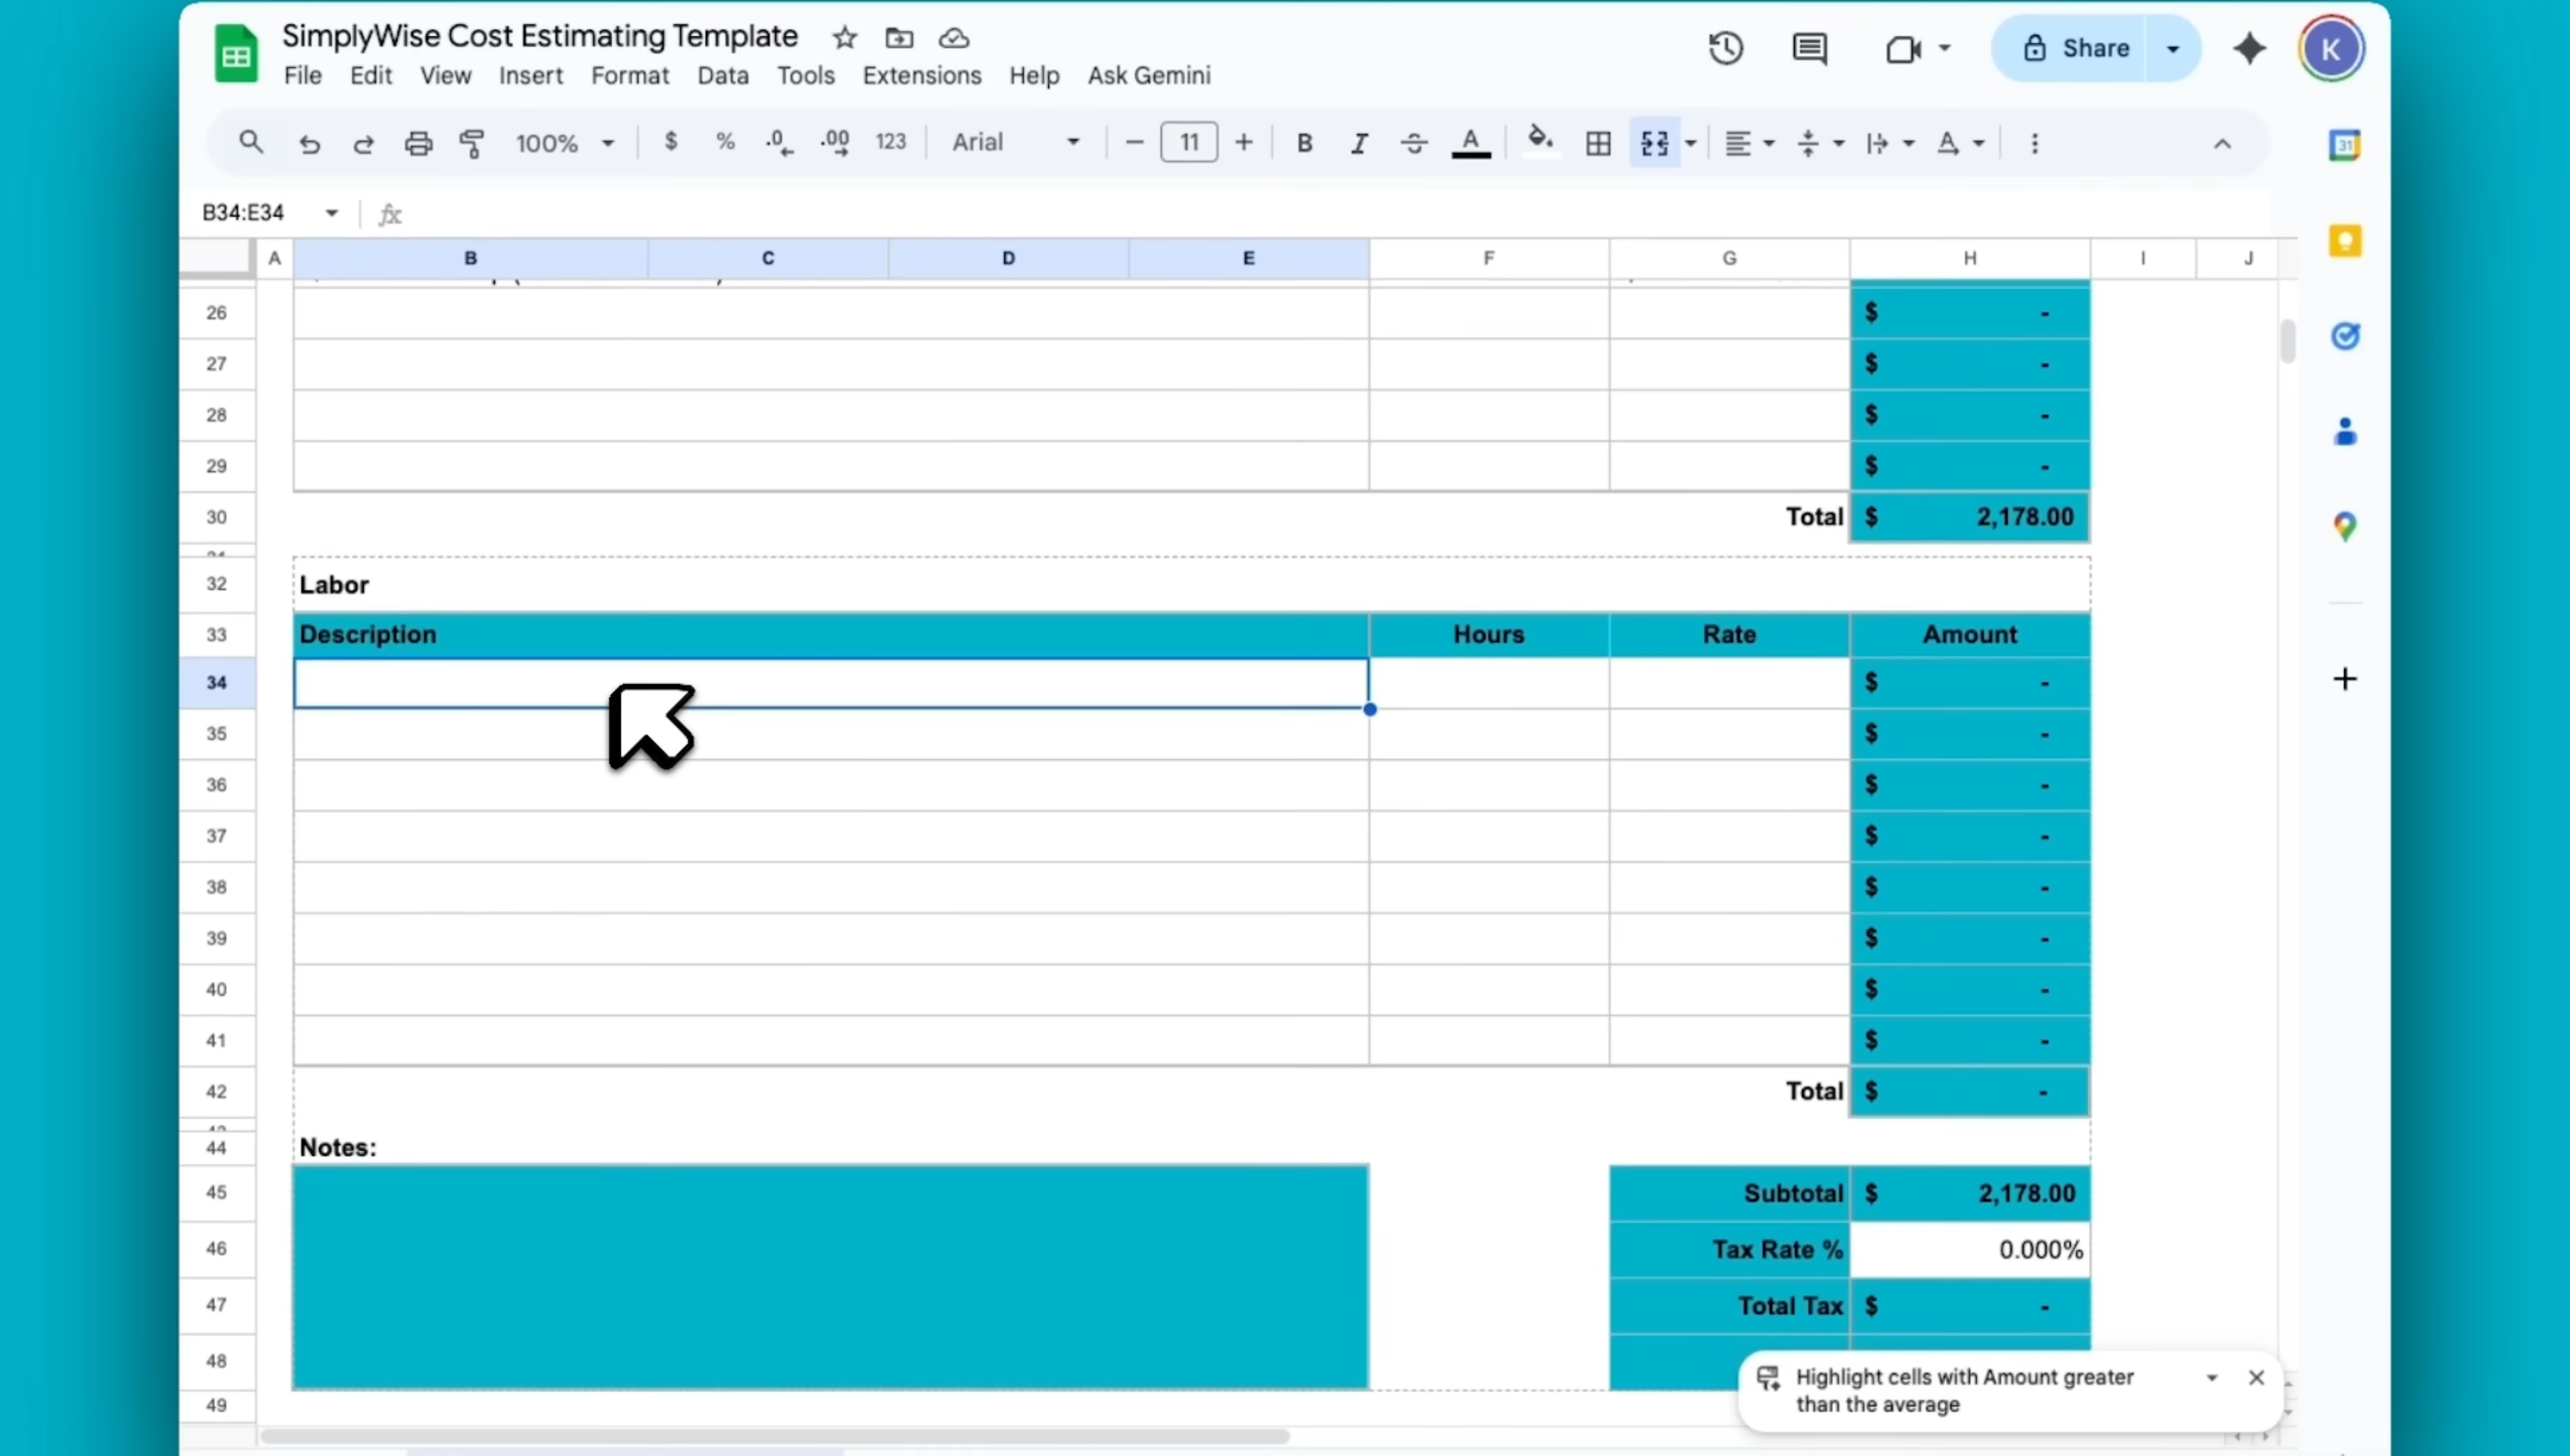 SimplyWise Cost Estimating Template
File Edit View Insert Format Data Tools Extensions Help Ask Gemini
Share
K
100% $ % .0 .00 123 Arial 11 B I A A
31
B34:E34 fx
A B C D E F G H I J
26 $ -
27 $ -
28 $ -
29 $ -
30 Total $ 2,178.00
32 Labor
33 Description Hours Rate Amount
34 $ -
35 $ -
36 $ -
37 $ -
38 $ -
39 $ -
40 $ -
41 $ -
42 Total $ -
44 Notes:
45 Subtotal $ 2,178.00
46 Tax Rate % 0.000%
47 Total Tax $ -
48
Highlight cells with Amount greater
than the average
49